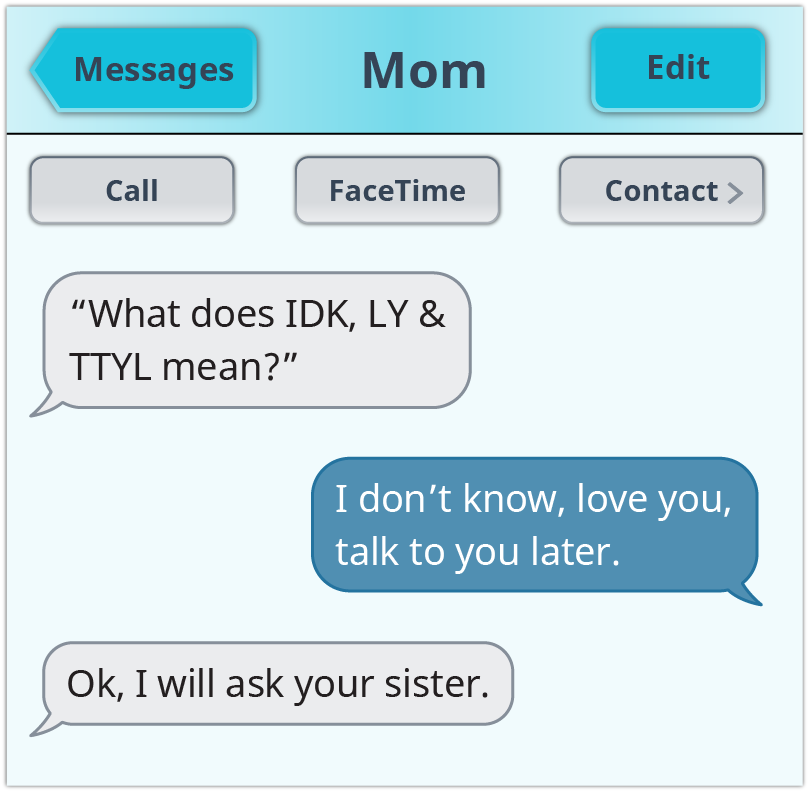 Messages
Mom
Edit
Call
FaceTime
Contact
“What does IDK, LY &
TTYL mean?”
I don’t know, love you,
talk to you later.
Ok, I will ask your sister.